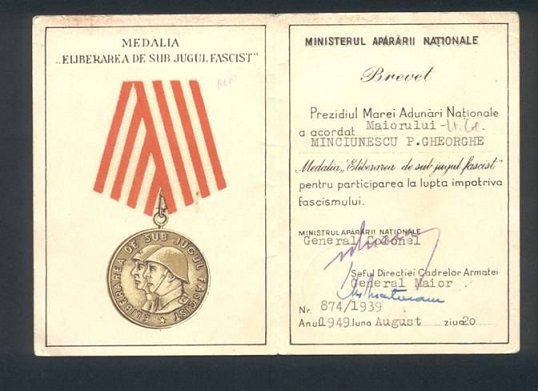 MEDALIA
„ELIBERAREA DE SUB JUGUL FASCIST"
ELIBERAREA DE SUB JUGUL FASCIST
MINISTERUL APĂRĂRII NAȚIONALE
Brevet
Prezidiul Marei Adunări Naționale
a acordat Maiorului
MINCIUNESCU P.GHEORGHE
Medalia „Eliberarea de sub jugul fascist"
pentru participarea la lupta impotriva
fascismului.
MINISTRUL APĂRĂRII NAȚIONALE
General Colonel
Șeful Direcției Cadrelor Armatei
General Maior
Nr. 874/1939
Anul 1949 luna August ziua 20